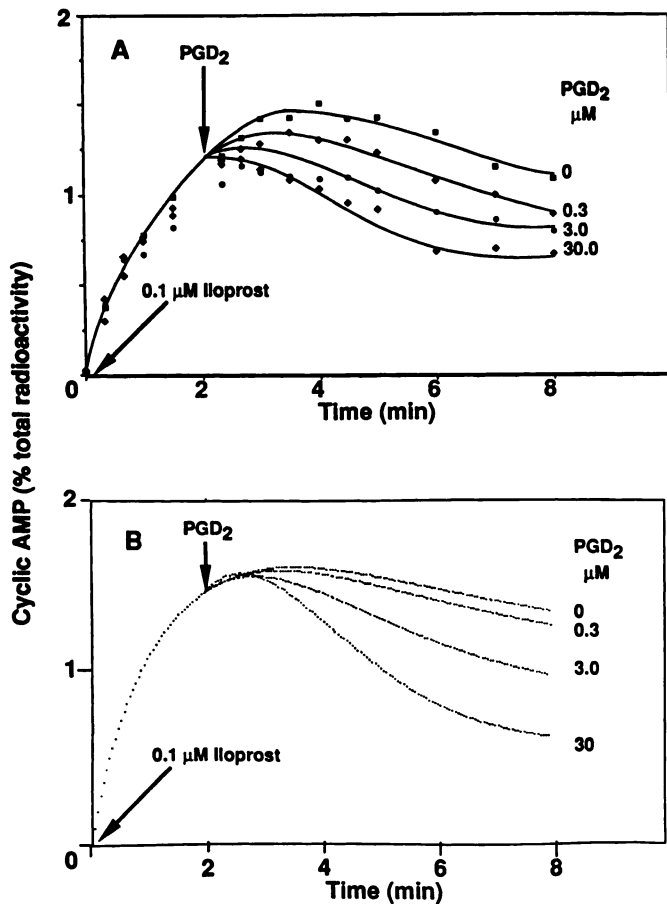 Cyclic AMP (% total radioactivity)
2
A
PGD2
PGD2
μM
0
1
0.3
3.0
30.0
0.1 μM Iloprost
0
0
2
4
6
8
Time (min)
2
B
PGD2
PGD2
μM
0
0.3
1
3.0
30
0.1 μM Iloprost
0
2
4
6
8
Time (min)